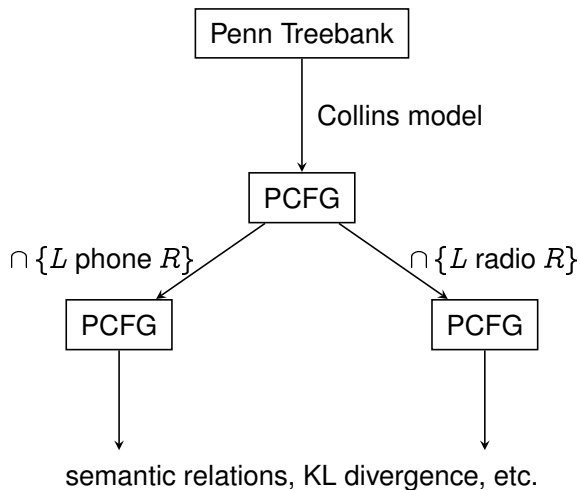 Penn Treebank
Collins model
PCFG
∩ {L phone R}
∩ {L radio R}
PCFG
PCFG
semantic relations, KL divergence, etc.